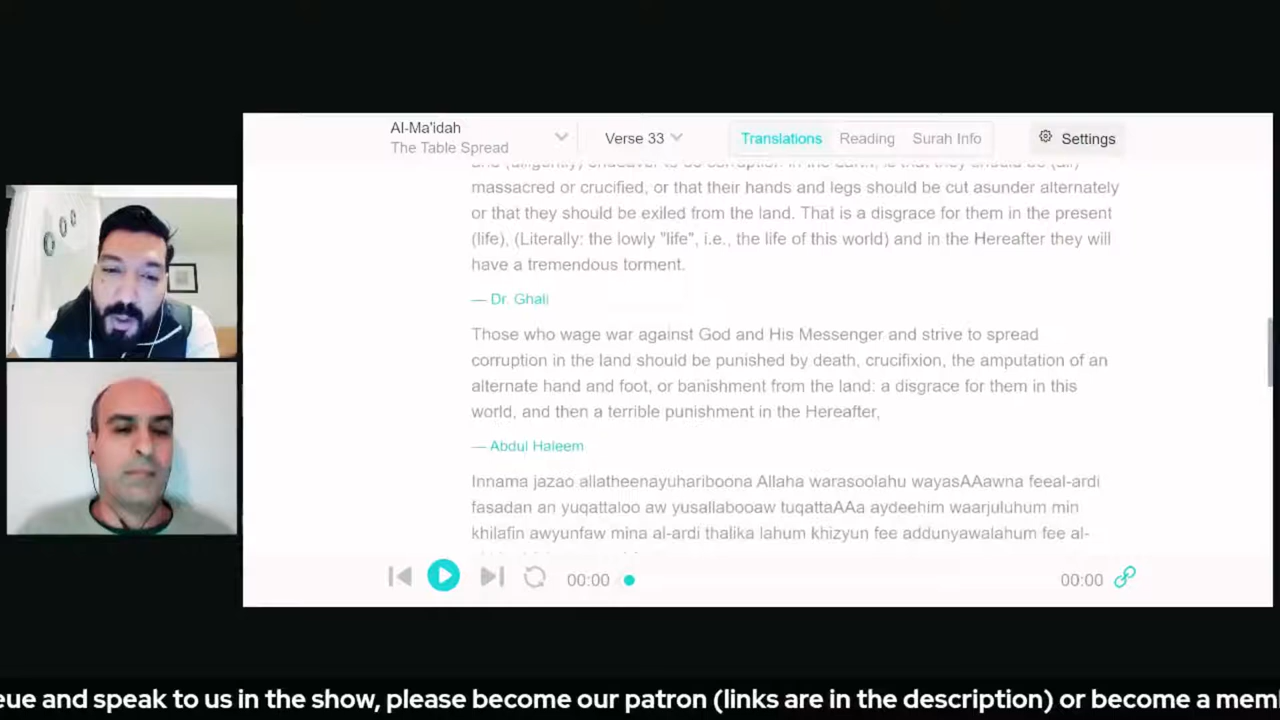 Al-Ma'idah
The Table Spread
Verse 33
Translations Reading Surah Info
Settings
massacred or crucified, or that their hands and legs should be cut asunder alternately
or that they should be exiled from the land. That is a disgrace for them in the present
(life), (Literally: the lowly "life", i.e., the life of this world) and in the Hereafter they will
have a tremendous torment.
— Dr. Ghali
Those who wage war against God and His Messenger and strive to spread
corruption in the land should be punished by death, crucifixion, the amputation of an
alternate hand and foot, or banishment from the land: a disgrace for them in this
world, and then a terrible punishment in the Hereafter,
— Abdul Haleem
Innama jazao allatheenayuhariboona Allaha warasoolahu wayasAAawna feeal-ardi
fasadan an yuqattaloo aw yusallabooaw tuqattaAAa aydeehim waarjuluhum min
khilafin awyunfaw mina al-ardi thalika lahum khizyun fee addunyawalahum fee al-
00:00
00:00
eue and speak to us in the show, please become our patron (links are in the description) or become a mem